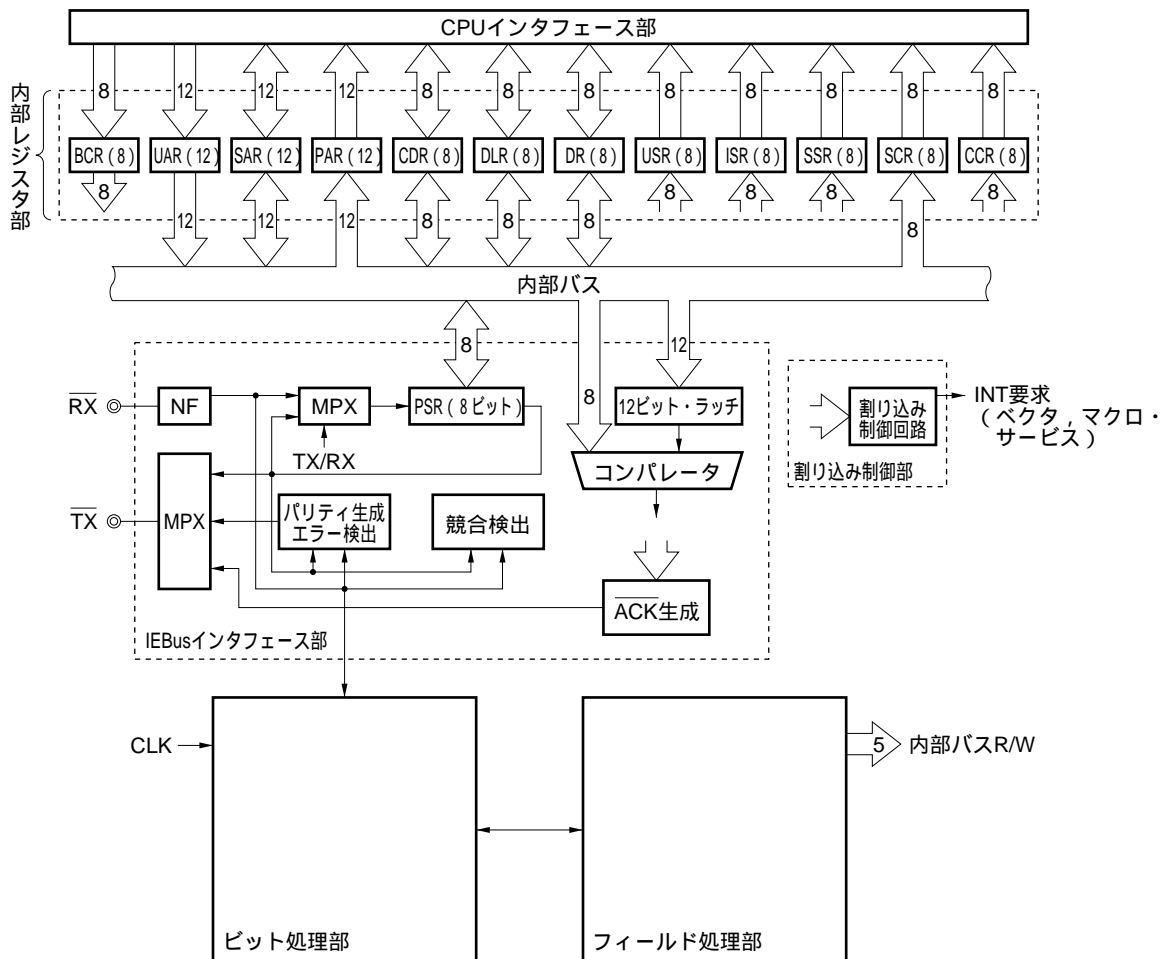 CPUインタフェース部
8 12 12 12 8 8 8 8 8 8 8 8
内部レジスタ部
BCR(8) UAR(12) SAR(12) PAR(12) CDR(8) DLR(8) DR(8) USR(8) ISR(8) SSR(8) SCR(8) CCR(8)
8 8 8 8 8
12 12 12 8 8 8 8
内部バス
8 12
RX NF MPX PSR(8ビット) 8 12ビット・ラッチ
TX/RX
コンパレータ
TX MPX
パリティ生成
エラー検出
競合検出
ACK生成
IEBusインタフェース部
割り込み
制御回路
割り込み制御部
INT要求
(ベクタ,マクロ・
サービス)
CLK
5 内部バスR/W
ビット処理部
フィールド処理部